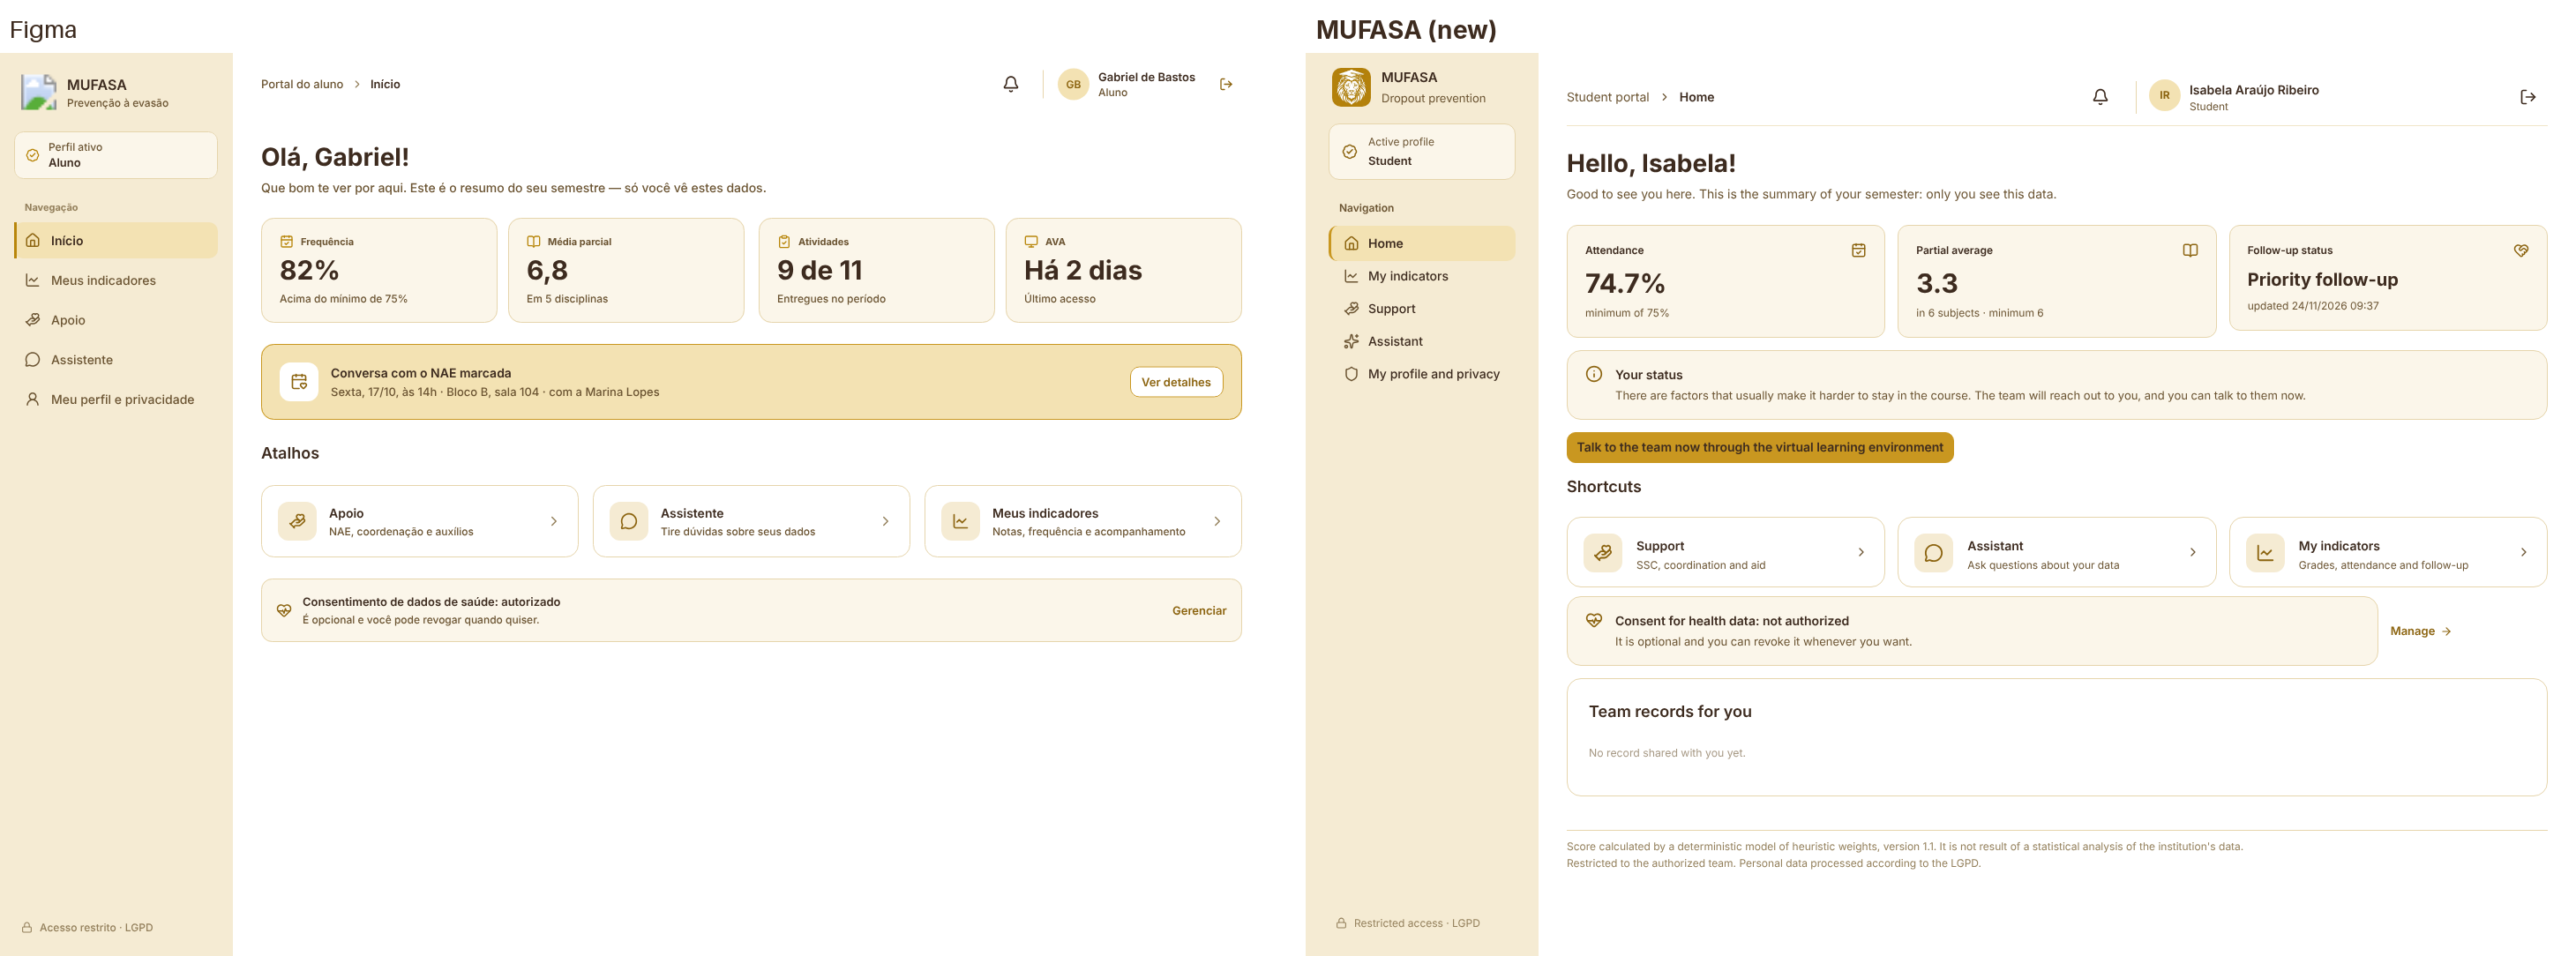 Figma
MUFASA
Prevenção à evasão
Perfil ativo
Aluno
Navegação
Início
Meus indicadores
Apoio
Assistente
Meu perfil e privacidade
Acesso restrito · LGPD
Portal do aluno > Início
GB
Gabriel de Bastos
Aluno
Olá, Gabriel!
Que bom te ver por aqui. Este é o resumo do seu semestre — só você vê estes dados.
Frequência
82%
Acima do mínimo de 75%
Média parcial
6,8
Em 5 disciplinas
Atividades
9 de 11
Entregues no período
AVA
Há 2 dias
Último acesso
Conversa com o NAE marcada
Sexta, 17/10, às 14h · Bloco B, sala 104 · com a Marina Lopes
Ver detalhes
Atalhos
Apoio
NAE, coordenação e auxílios
Assistente
Tire dúvidas sobre seus dados
Meus indicadores
Notas, frequência e acompanhamento
Consentimento de dados de saúde: autorizado
É opcional e você pode revogar quando quiser.
Gerenciar
MUFASA (new)
MUFASA
Dropout prevention
Active profile
Student
Navigation
Home
My indicators
Support
Assistant
My profile and privacy
Restricted access · LGPD
Student portal > Home
IR
Isabela Araújo Ribeiro
Student
Hello, Isabela!
Good to see you here. This is the summary of your semester: only you see this data.
Attendance
74.7%
minimum of 75%
Partial average
3.3
in 6 subjects · minimum 6
Follow-up status
Priority follow-up
updated 24/11/2026 09:37
Your status
There are factors that usually make it harder to stay in the course. The team will reach out to you, and you can talk to them now.
Talk to the team now through the virtual learning environment
Shortcuts
Support
SSC, coordination and aid
Assistant
Ask questions about your data
My indicators
Grades, attendance and follow-up
Consent for health data: not authorized
It is optional and you can revoke it whenever you want.
Manage →
Team records for you
No record shared with you yet.
Score calculated by a deterministic model of heuristic weights, version 1.1. It is not result of a statistical analysis of the institution's data.
Restricted to the authorized team. Personal data processed according to the LGPD.